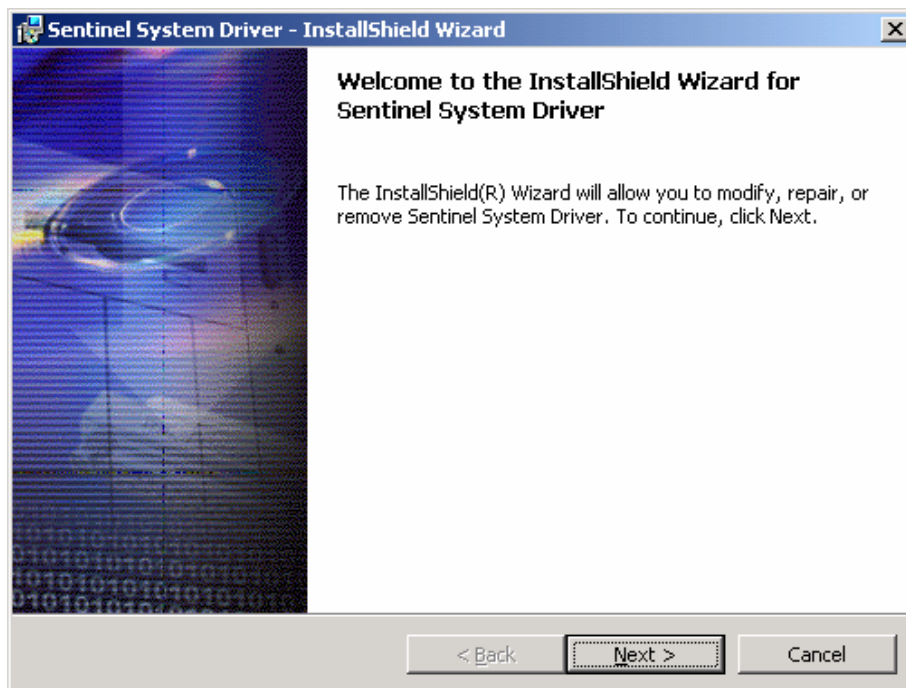 Sentinel System Driver - InstallShield Wizard
Welcome to the InstallShield Wizard for
Sentinel System Driver
The InstallShield(R) Wizard will allow you to modify, repair, or
remove Sentinel System Driver. To continue, click Next.
< Back Next > Cancel